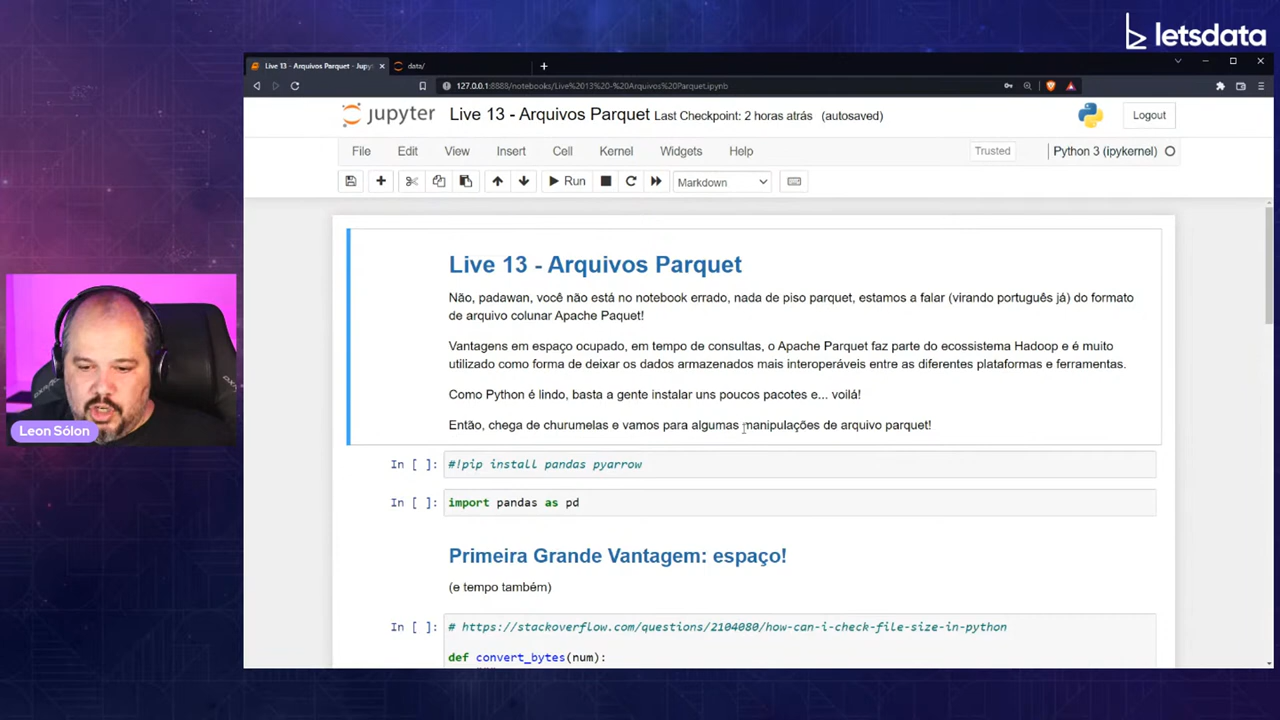 letsdata
Live 13 - Arquivos Parquet - Jupy
data/
127.0.0.1:8888/notebooks/Live%2013%20-%20Arquivos%20Parquet.ipynb
jupyter Live 13 - Arquivos Parquet Last Checkpoint: 2 horas atrás (autosaved) Logout
File Edit View Insert Cell Kernel Widgets Help Trusted Python 3 (ipykernel)
Run Markdown
Live 13 - Arquivos Parquet
Não, padawan, você não está no notebook errado, nada de piso parquet, estamos a falar (virando português já) do formato
de arquivo colunar Apache Paquet!
Vantagens em espaço ocupado, em tempo de consultas, o Apache Parquet faz parte do ecossistema Hadoop e é muito
utilizado como forma de deixar os dados armazenados mais interoperáveis entre as diferentes plataformas e ferramentas.
Como Python é lindo, basta a gente instalar uns poucos pacotes e... voilá!
Então, chega de churumelas e vamos para algumas manipulações de arquivo parquet!
In [ ]: #!pip install pandas pyarrow
In [ ]: import pandas as pd
Primeira Grande Vantagem: espaço!
(e tempo também)
In [ ]: # https://stackoverflow.com/questions/2104080/how-can-i-check-file-size-in-python
def convert_bytes(num):
Leon Sólon